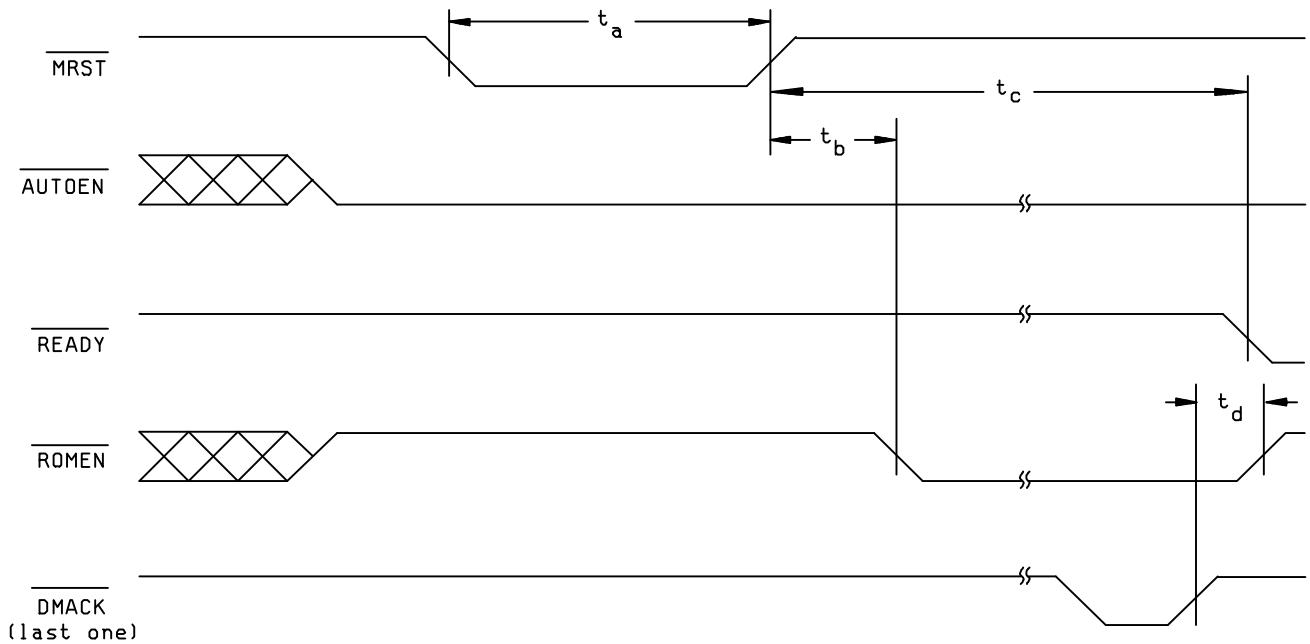 t_a
MRST
t_c
t_b
AUTOEN
READY
t_d
ROMEN
DMACK
(last one)